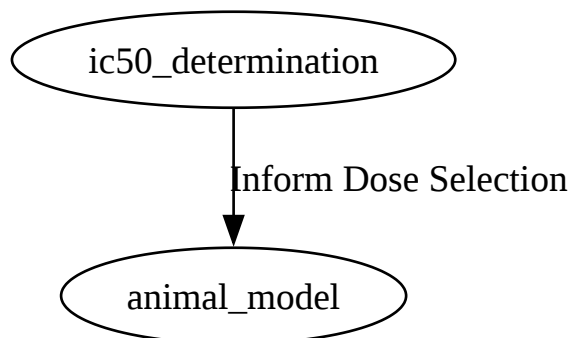 ic50_determination
Inform Dose Selection
animal_model